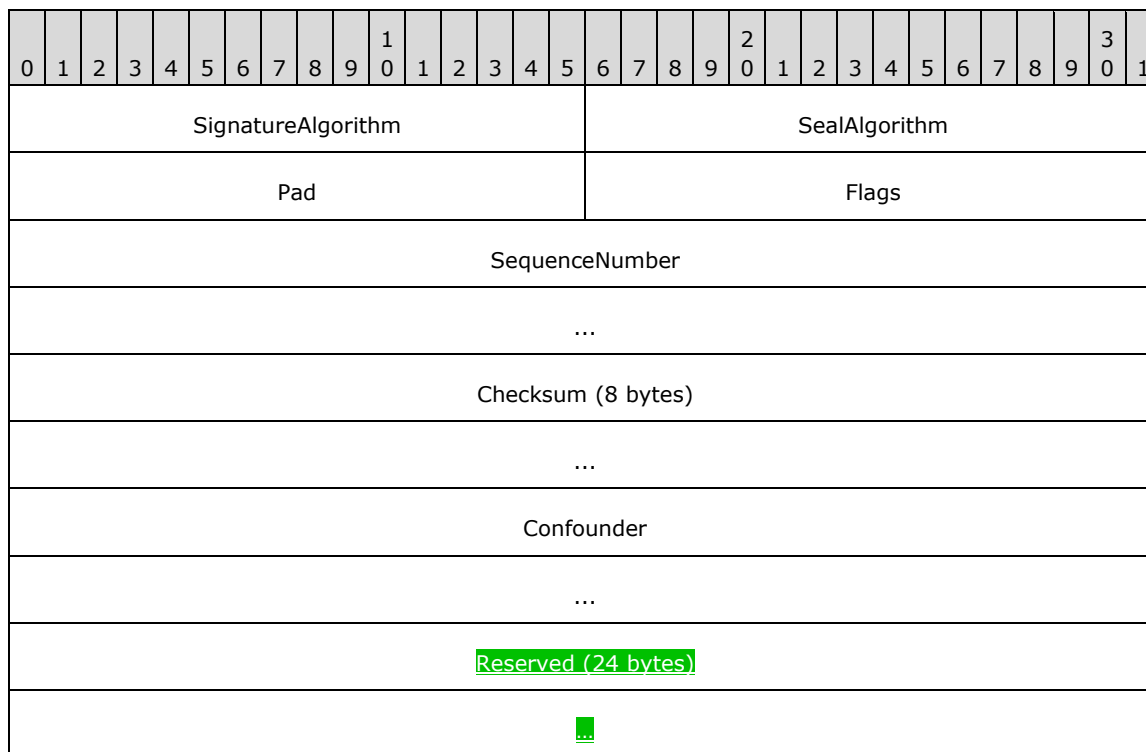 1 2 3
0 1 2 3 4 5 6 7 8 9 0 1 2 3 4 5 6 7 8 9 0 1 2 3 4 5 6 7 8 9 0 1
SignatureAlgorithm SealAlgorithm
Pad Flags
SequenceNumber
...
Checksum (8 bytes)
...
Confounder
...
Reserved (24 bytes)
...